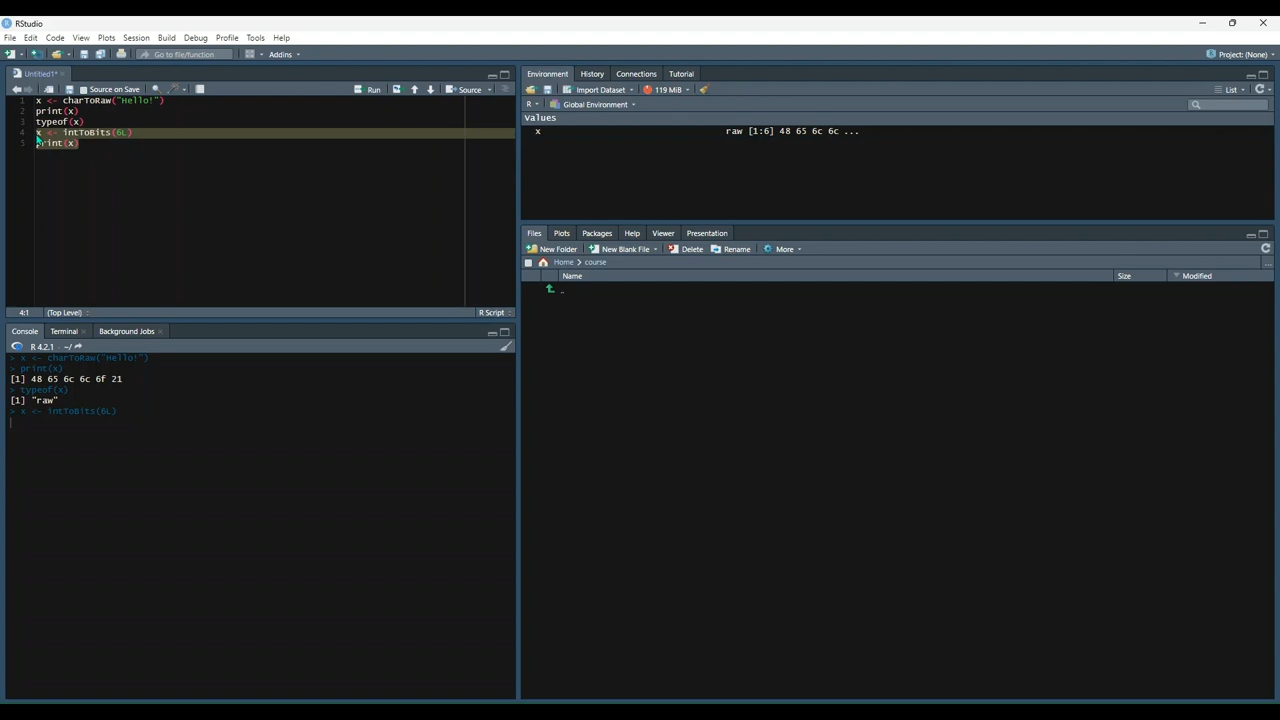 RStudio
File Edit Code View Plots Session Build Debug Profile Tools Help
Go to file/function Addins Project: (None)
Untitled1*
Source on Save Run Source
1 x <- charToRaw("Hello!")
2 print(x)
3 typeof(x)
4 x <- intToBits(6L)
5 print(x)
4:1 (Top Level) R Script
Console Terminal Background Jobs
R 4.2.1 · ~/
> x <- charToRaw("Hello!")
> print(x)
[1] 48 65 6c 6c 6f 21
> typeof(x)
[1] "raw"
> x <- intToBits(6L)
Environment History Connections Tutorial
Import Dataset 119 MiB List
R Global Environment
Values
x raw [1:6] 48 65 6c 6c ...
Files Plots Packages Help Viewer Presentation
New Folder New Blank File Delete Rename More
Home > course ...
Name Size Modified
..